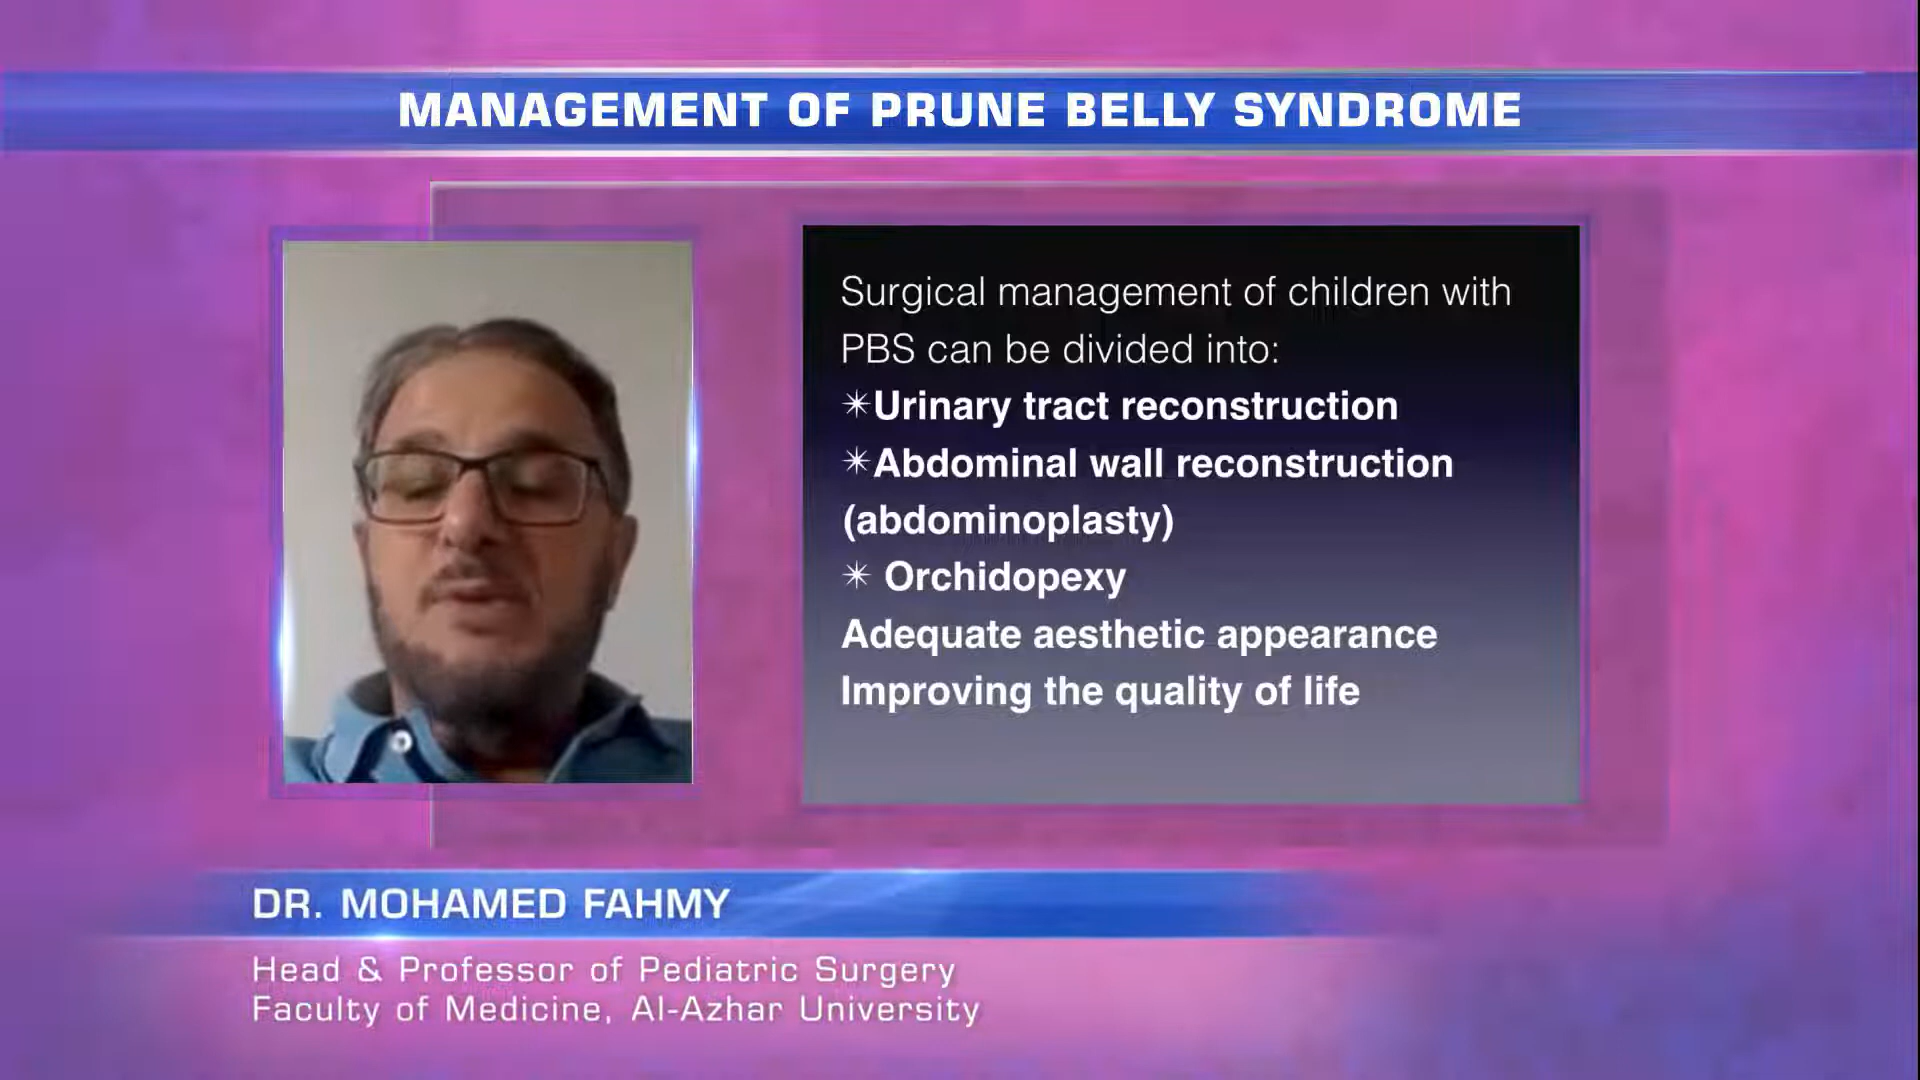 MANAGEMENT OF PRUNE BELLY SYNDROME
Surgical management of children with
PBS can be divided into:
✴Urinary tract reconstruction
✴Abdominal wall reconstruction
(abdominoplasty)
✴ Orchidopexy
Adequate aesthetic appearance
Improving the quality of life
DR. MOHAMED FAHMY
Head & Professor of Pediatric Surgery
Faculty of Medicine, Al-Azhar University